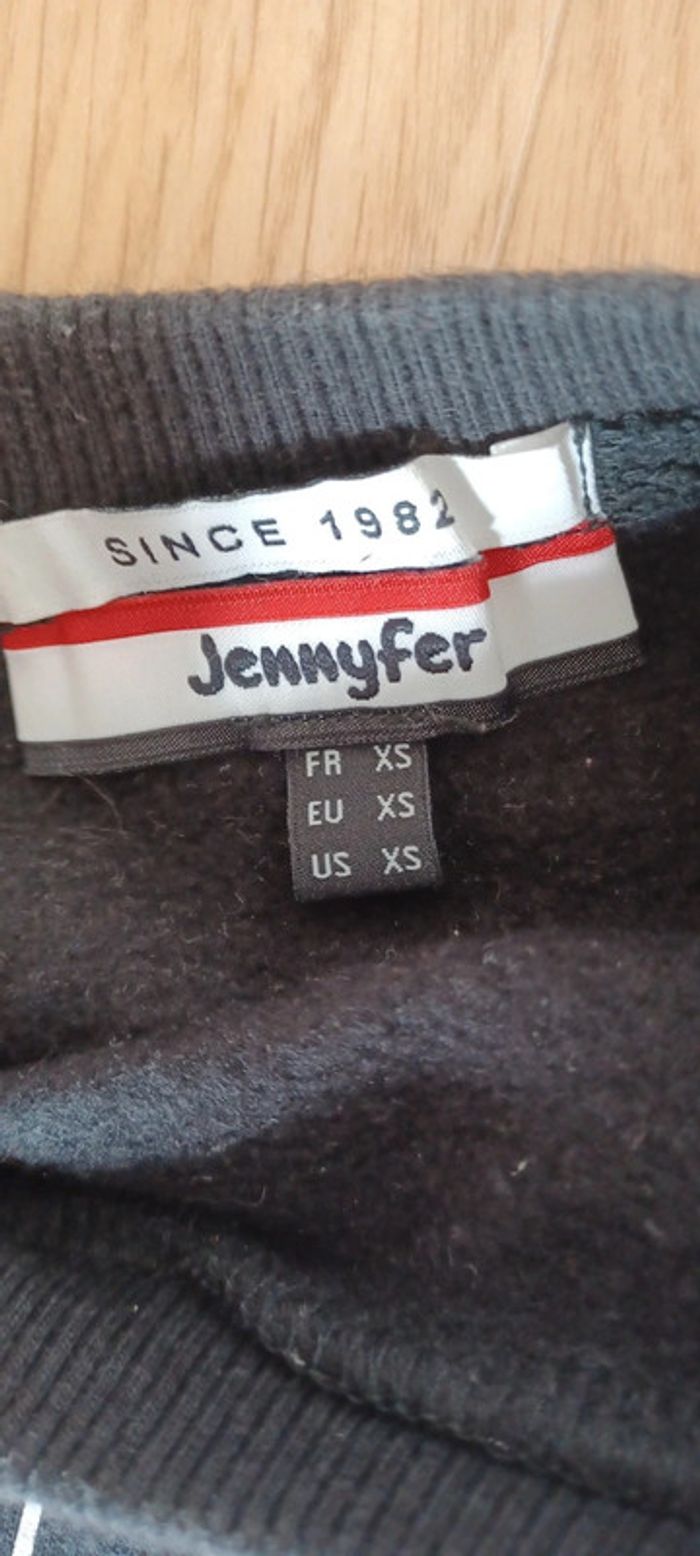 SINCE 1982
Jennyfer
FR XS
EU XS
US XS